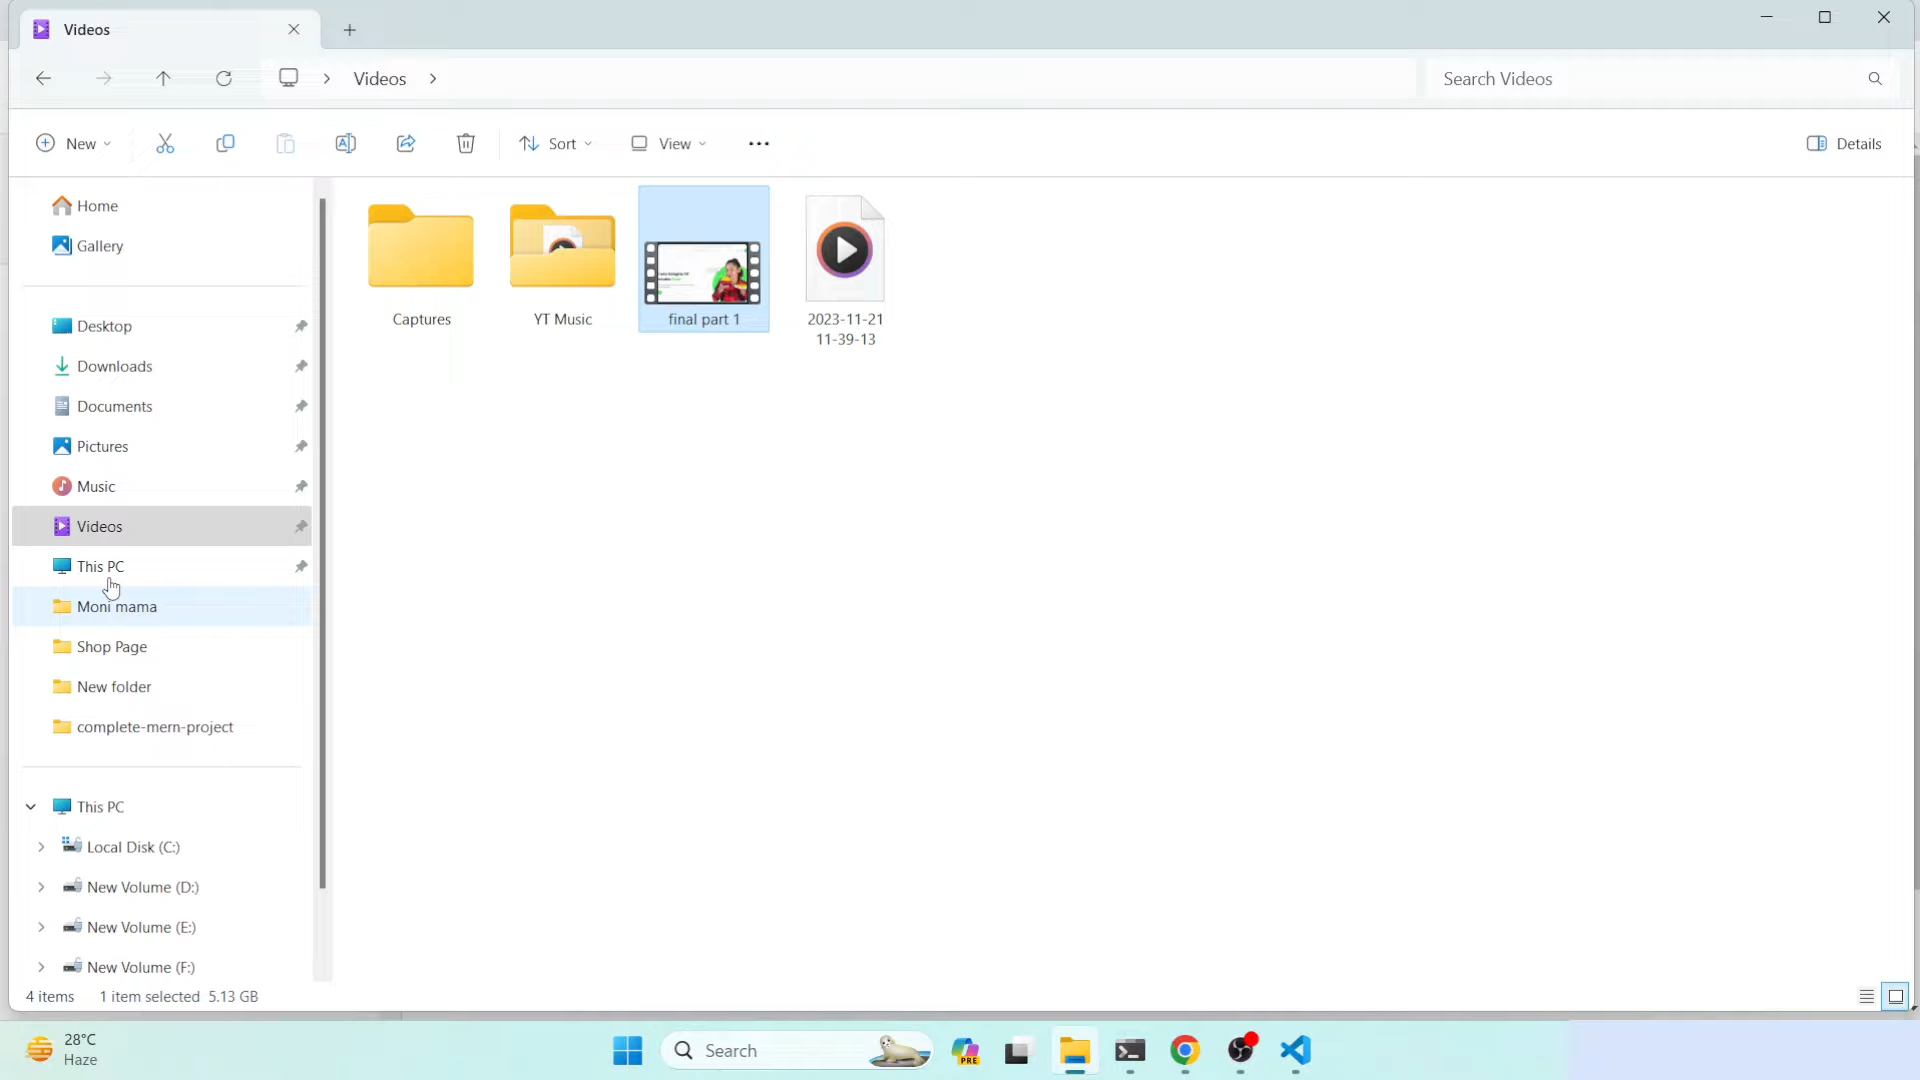 Videos
Videos
Search Videos
New
Sort
View
Details
Home
Gallery
Desktop
Downloads
Documents
Pictures
Music
Videos
This PC
Moni mama
Shop Page
New folder
complete-mern-project
This PC
Local Disk (C:)
New Volume (D:)
New Volume (E:)
New Volume (F:)
Captures
YT Music
final part 1
2023-11-21
11-39-13
4 items 1 item selected 5.13 GB
28°C
Haze
Search
PRE